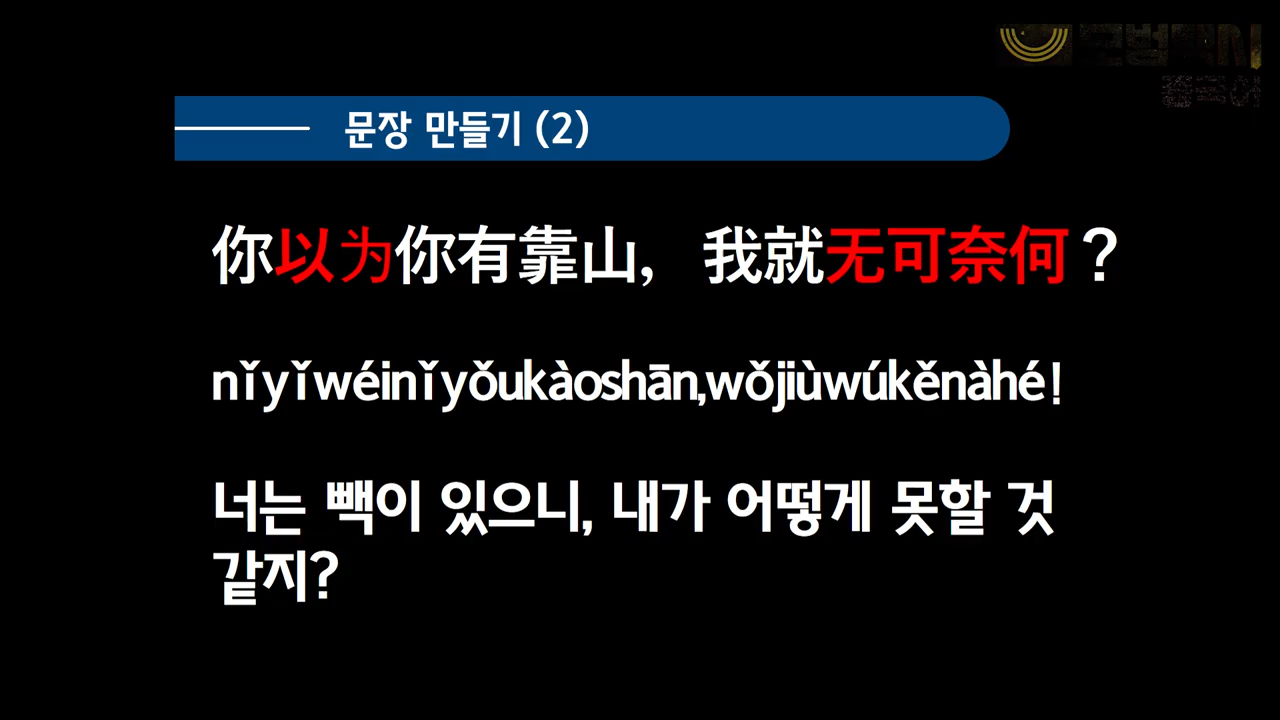 문장 만들기 (2)
你以为你有靠山，我就无可奈何？
nǐyǐwéinǐyǒukàoshān,wǒjiùwúkěnàhé!
너는 빽이 있으니, 내가 어떻게 못할 것
같지?